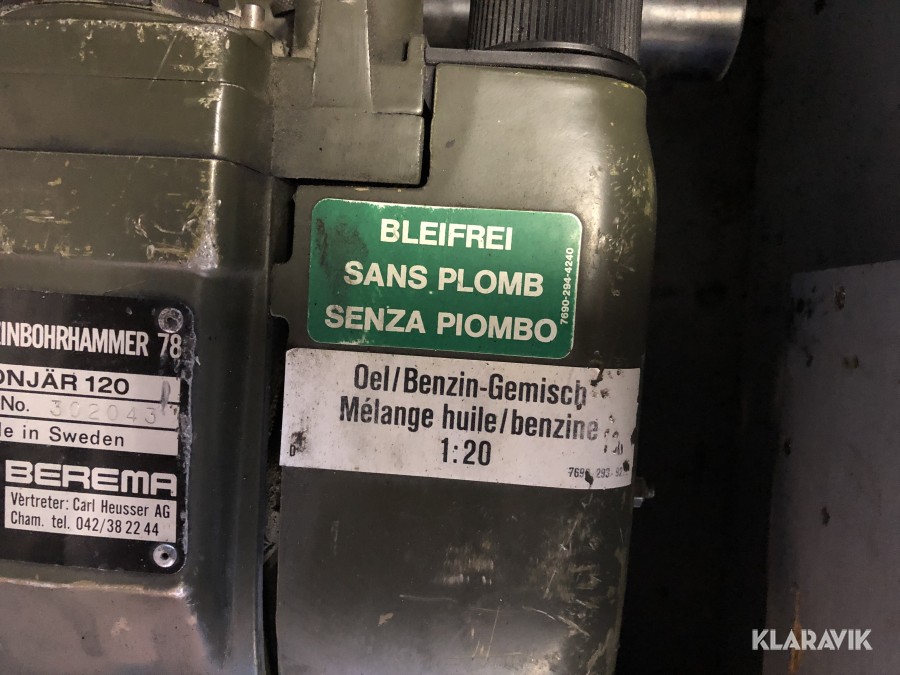 BLEIFREI
SANS PLOMB
SENZA PIOMBO
7690-294-4240
Oel/Benzin-Gemisch
Mélange huile/benzine
1:20
D
INBOHRHAMMER 78
ONJÄR 120
No. 302043
le in Sweden
BEREMA
Vertreter: Carl Heusser AG
Cham. tel. 042/38 22 44
KLARAVIK